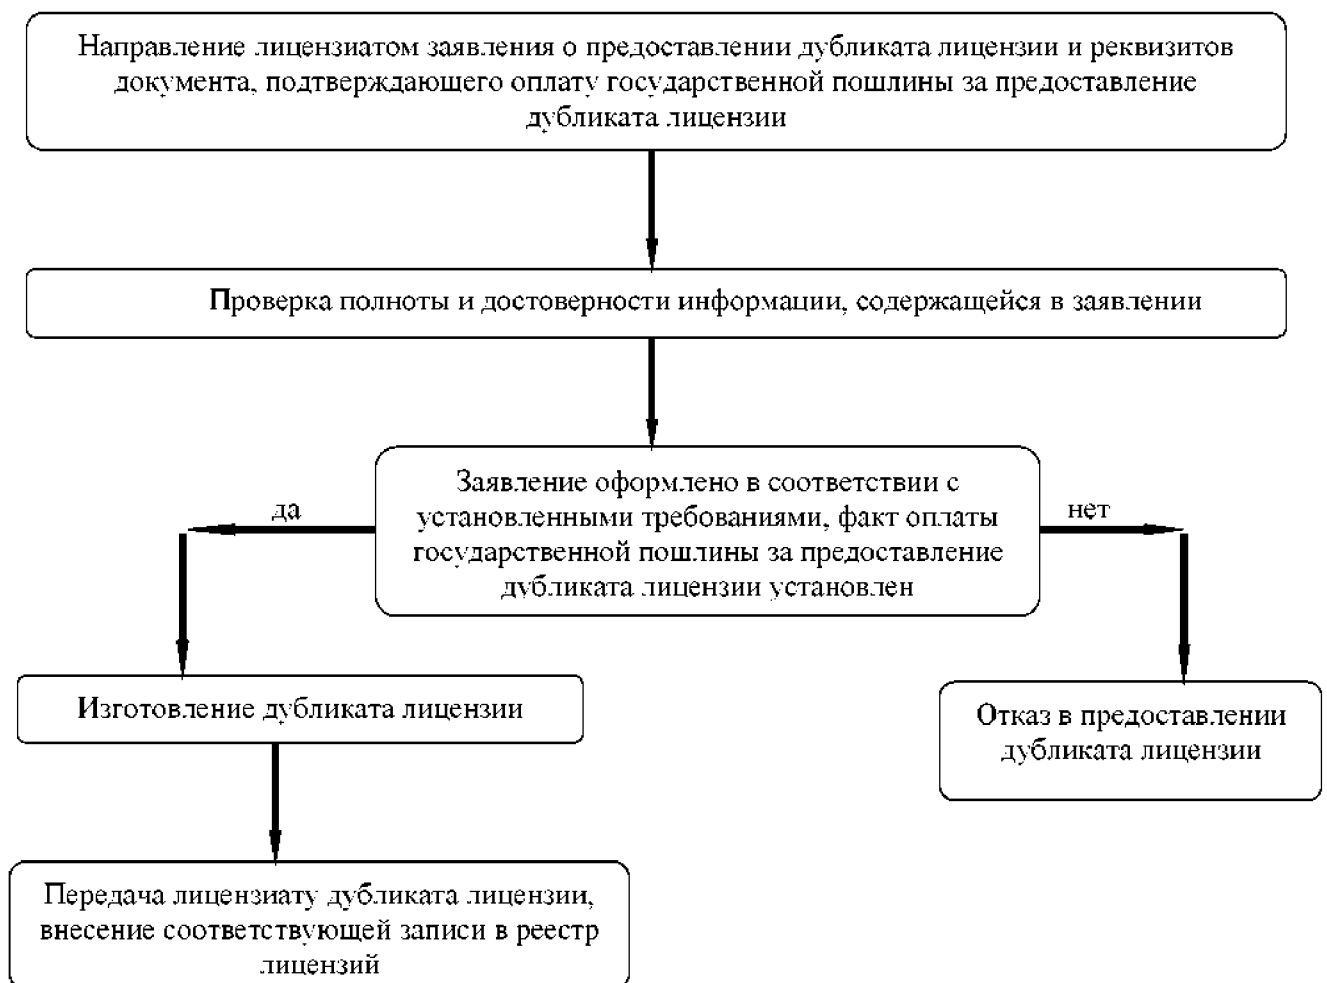 Направление лицензиатом заявления о предоставлении дубликата лицензии и реквизитов
документа, подтверждающего оплату государственной пошлины за предоставление
дубликата лицензии
Проверка полноты и достоверности информации, содержащейся в заявлении
Заявление оформлено в соответствии с
установленными требованиями, факт оплаты
государственной пошлины за предоставление
дубликата лицензии установлен
да
нет
Изготовление дубликата лицензии
Отказ в предоставлении
дубликата лицензии
Передача лицензиату дубликата лицензии,
внесение соответствующей записи в реестр
лицензий